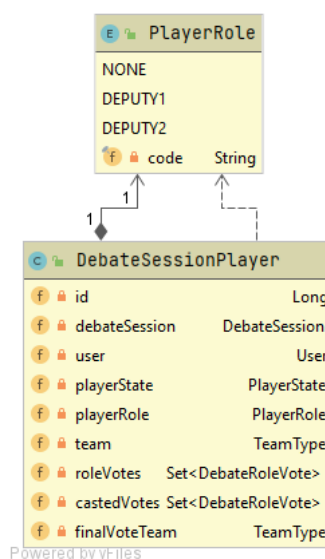 E PlayerRole
NONE
DEPUTY1
DEPUTY2
f code String
1
1
C DebateSessionPlayer
f id Long
f debateSession DebateSession
f user User
f playerState PlayerState
f playerRole PlayerRole
f team TeamType
f roleVotes Set<DebateRoleVote>
f castedVotes Set<DebateRoleVote>
f finalVoteTeam TeamType
Powered by yFiles